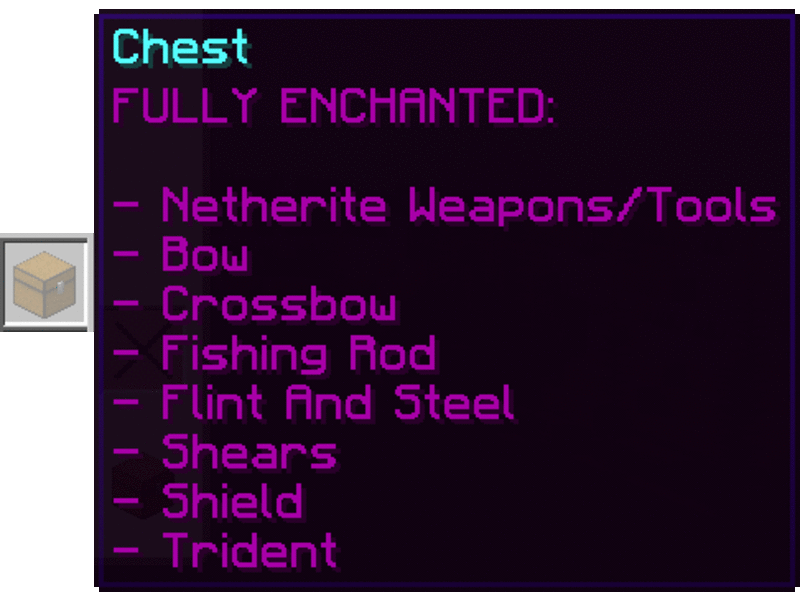 Chest
FULLY ENCHANTED:
- Netherite Weapons/Tools
- Bow
- Crossbow
- Fishing Rod
- Flint And Steel
- Shears
- Shield
- Trident